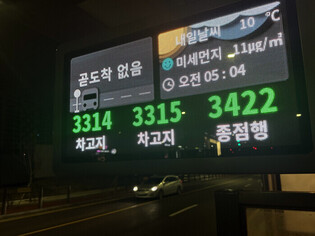 곧도착 없음
내일날씨 10 ℃
미세먼지 11µg/㎥
오전 05 : 04
3314 3315 3422
차고지 차고지 종점행